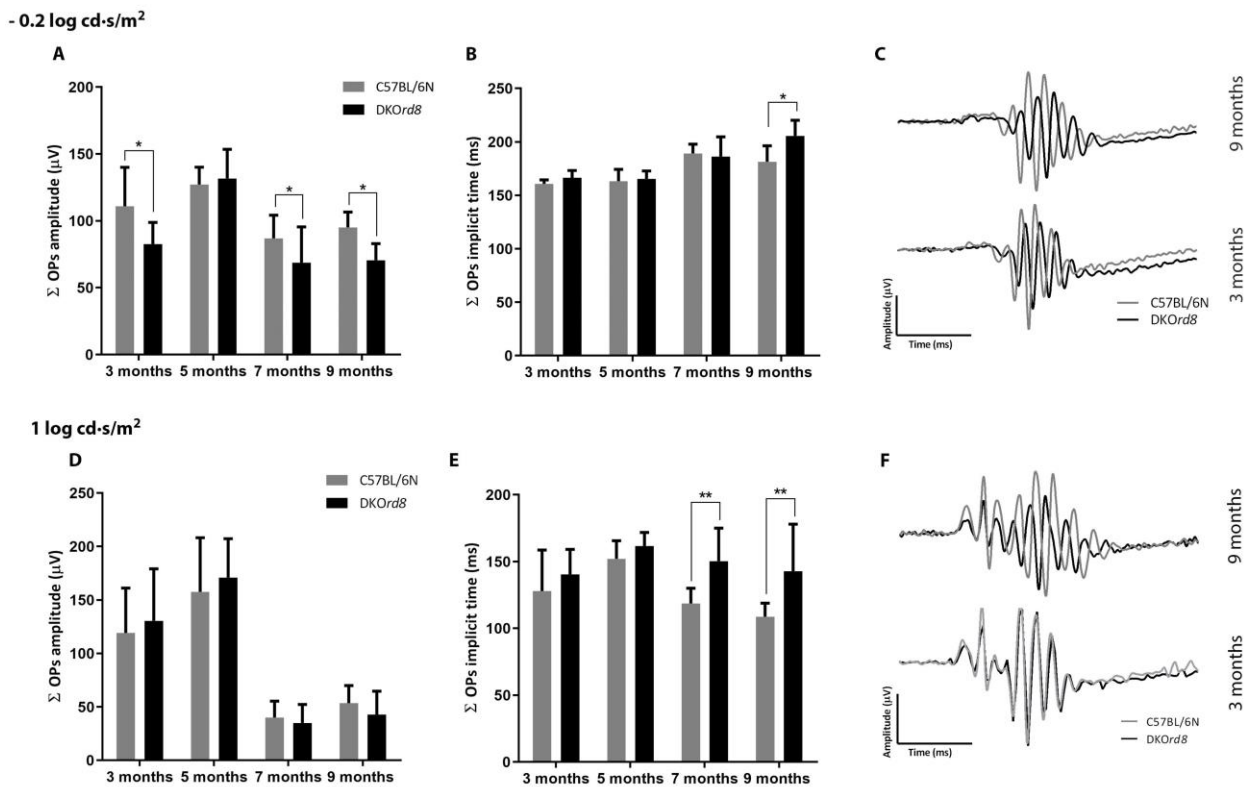 - 0.2 log cd·s/m²
A
C57BL/6N
DKOrd8
Σ OPs amplitude (µV)
200
150
100
50
0
*
*
*
3 months
5 months
7 months
9 months
B
Σ OPs implicit time (ms)
250
200
150
100
50
0
*
3 months
5 months
7 months
9 months
C
9 months
3 months
C57BL/6N
DKOrd8
Amplitude (µV)
Time (ms)
1 log cd·s/m²
D
C57BL/6N
DKOrd8
Σ OPs amplitude (µV)
250
200
150
100
50
0
3 months
5 months
7 months
9 months
E
Σ OPs implicit time (ms)
200
150
100
50
0
**
**
3 months
5 months
7 months
9 months
F
9 months
3 months
C57BL/6N
DKOrd8
Amplitude (µV)
Time (ms)